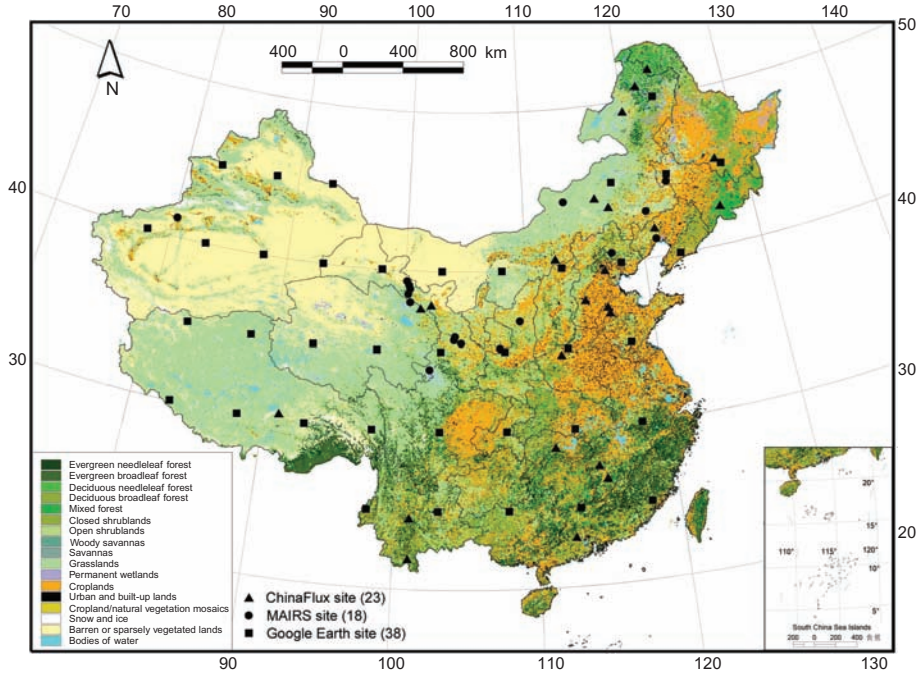 70 80 90 100 110 120 130 140
50
400 0 400 800 km
N
40
40
30
30
Evergreen needleleaf forest
Evergreen broadleaf forest
Deciduous needleleaf forest
Deciduous broadleaf forest
Mixed forest
Closed shrublands
Open shrublands
Woody savannas
Savannas
Grasslands
Permanent wetlands
Croplands
Urban and built-up lands
Cropland/natural vegetation mosaics
Snow and ice
Barren or sparsely vegetated lands
Bodies of water
ChinaFlux site (23)
MAIRS site (18)
Google Earth site (38)
20°
15°
110° 115° 120°
10°
5°
South China Sea Islands
200 0 200 400
20
90 100 110 120 130